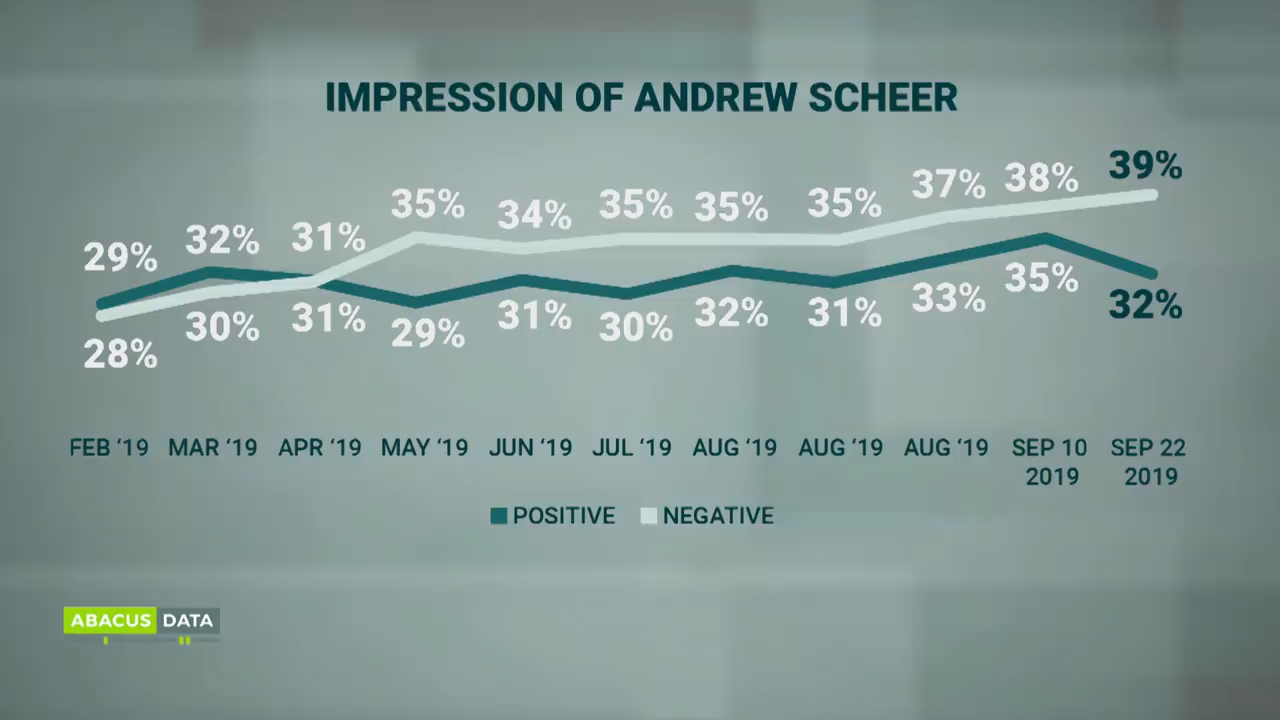 IMPRESSION OF ANDREW SCHEER
29% 32% 31% 35% 34% 35% 35% 35% 37% 38% 39%
28% 30% 31% 29% 31% 30% 32% 31% 33% 35% 32%
FEB ‘19 MAR ‘19 APR ‘19 MAY ‘19 JUN ‘19 JUL ‘19 AUG ‘19 AUG ‘19 AUG ‘19 SEP 10 SEP 22
2019 2019
POSITIVE NEGATIVE
ABACUS DATA